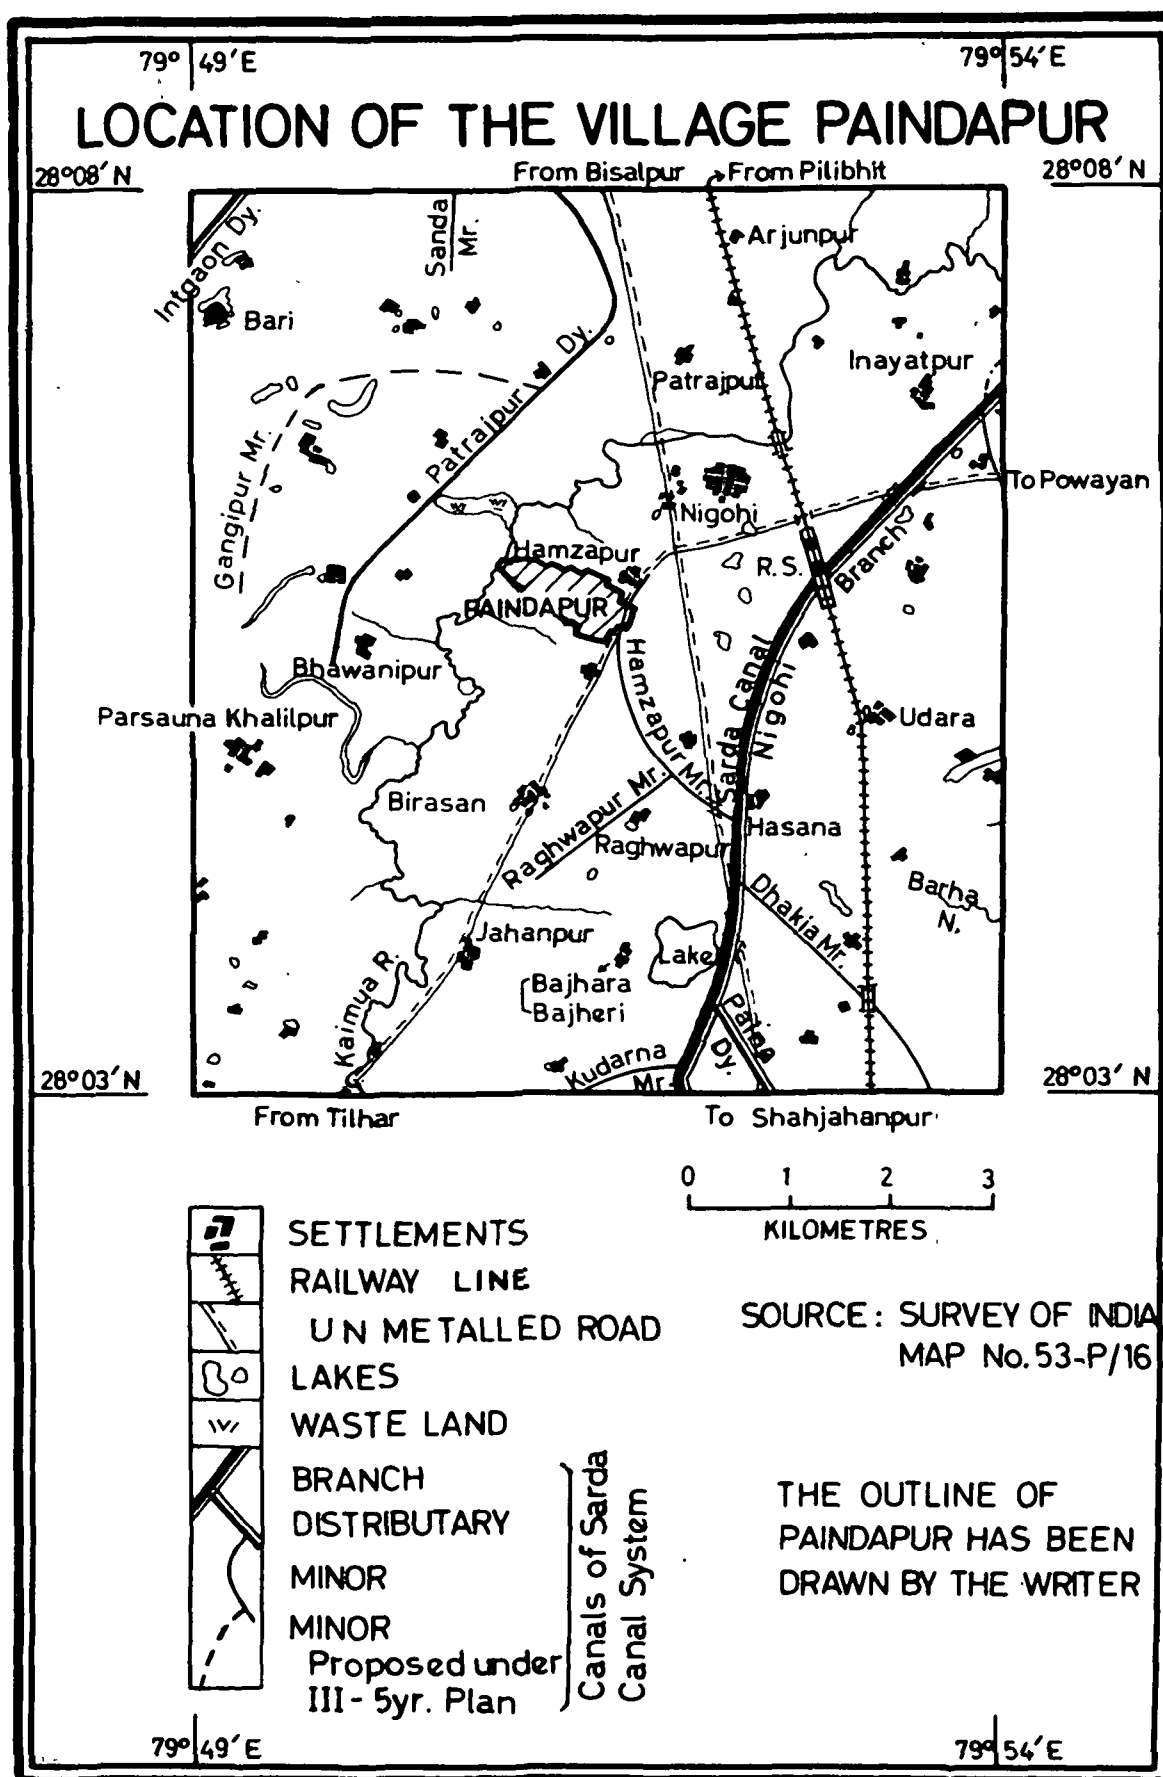 79° 49′E
79° 54′E
LOCATION OF THE VILLAGE PAINDAPUR
28°08′N
From Bisalpur
From Pilibhit
28°08′N
Intgaon Dy.
Sanda
Mr.
Arjunpur
Bari
Dy.
Inayatpur
Patrajpur
Patrajpur
Gangipur Mr.
To Powayan
Nigohi
Hamzapur
R.S.
Branch
PAINDAPUR
Hamzapur Mr.
Bhawanipur
Sarda Canal
Nigohi
Parsauna Khalilpur
Udara
Birasan
Raghwapur Mr.
Hasana
Raghwapur
Dhakia Mr.
Barha
N.
Jahanpur
Lake
Kaimua R.
Bajhara
Bajheri
Patna
Dy.
Kudarna
Mr.
28°03′N
28°03′N
From Tilhar
To Shahjahanpur
0 1 2 3
KILOMETRES
SETTLEMENTS
RAILWAY LINE
UN METALLED ROAD
LAKES
WASTE LAND
BRANCH
DISTRIBUTARY
MINOR
MINOR
Proposed under
III-5yr. Plan
Canals of Sarda
Canal System
SOURCE: SURVEY OF INDIA
MAP No. 53-P/16
THE OUTLINE OF
PAINDAPUR HAS BEEN
DRAWN BY THE WRITER
79° 49′E
79° 54′E